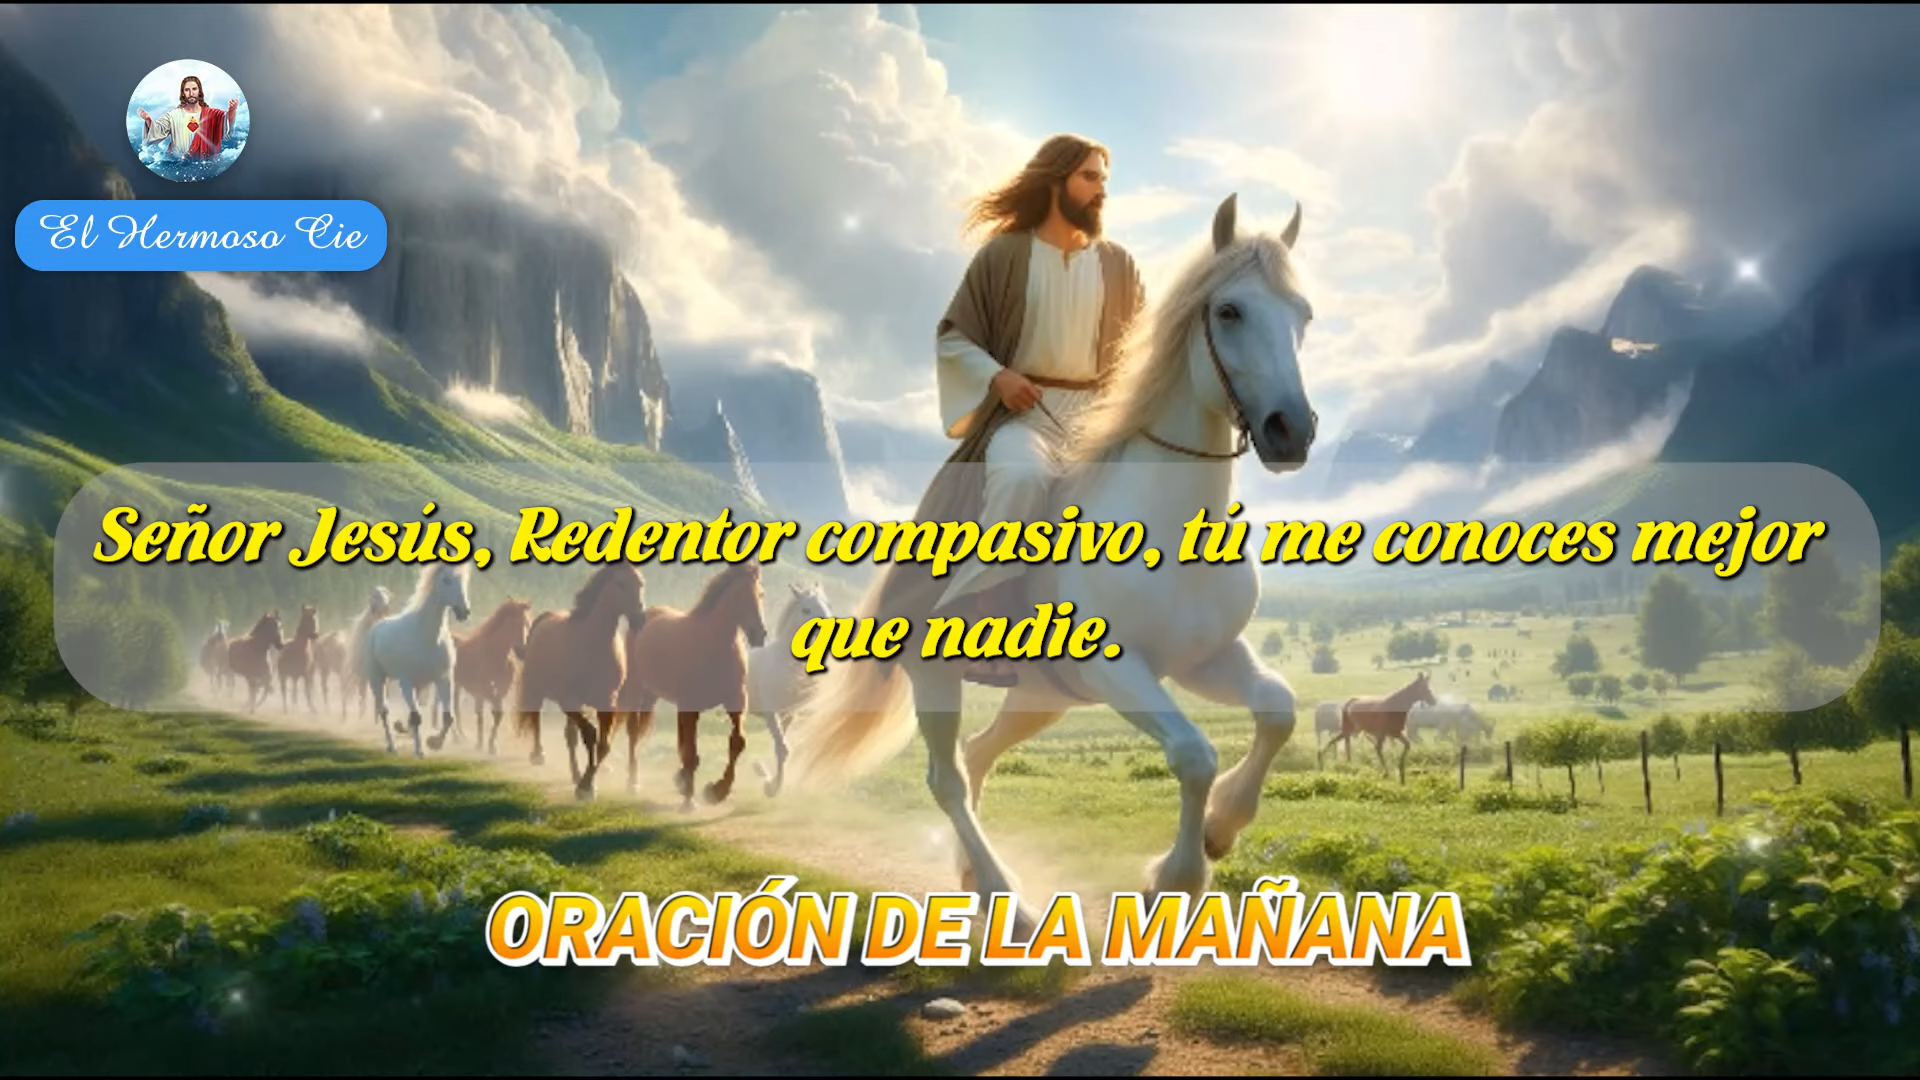 El Hermoso Cie
Señor Jesús, Redentor compasivo, tú me conoces mejor
que nadie.
ORACIÓN DE LA MAÑANA